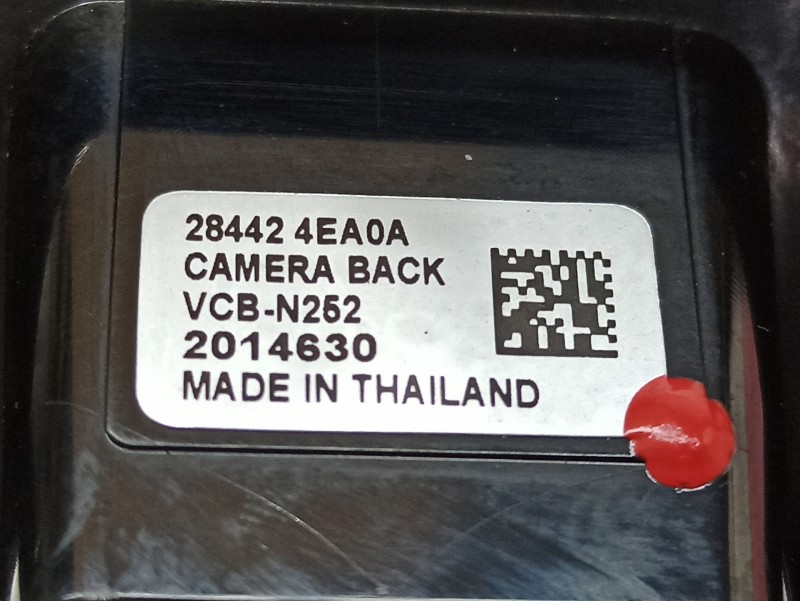 28442 4EA0A
CAMERA BACK
VCB-N252
2014630
MADE IN THAILAND